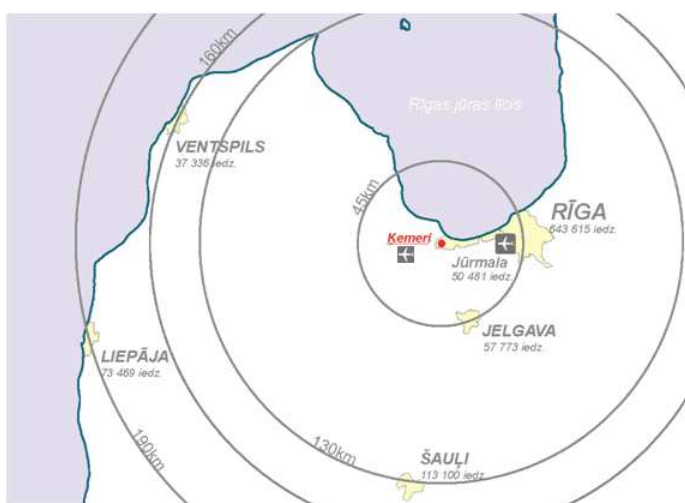 160km
Rīgas jūras līcis
VENTSPILS
37 336 iedz.
45km
RĪGA
643 615 iedz.
Ķemeri
Jūrmala
50 481 iedz.
JELGAVA
57 773 iedz.
LIEPĀJA
73 469 iedz.
190km
130km
ŠAUĻI
113 100 iedz.